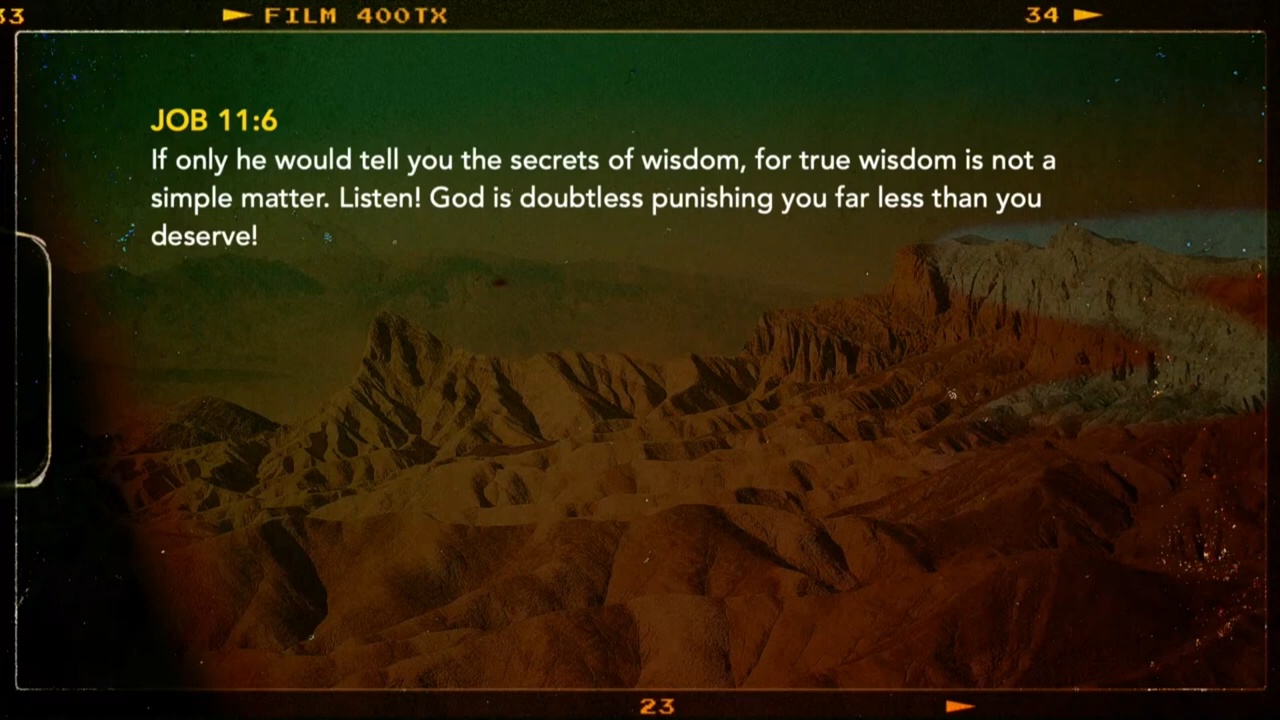 33 FILM 400TX 34
JOB 11:6
If only he would tell you the secrets of wisdom, for true wisdom is not a
simple matter. Listen! God is doubtless punishing you far less than you
deserve!
23